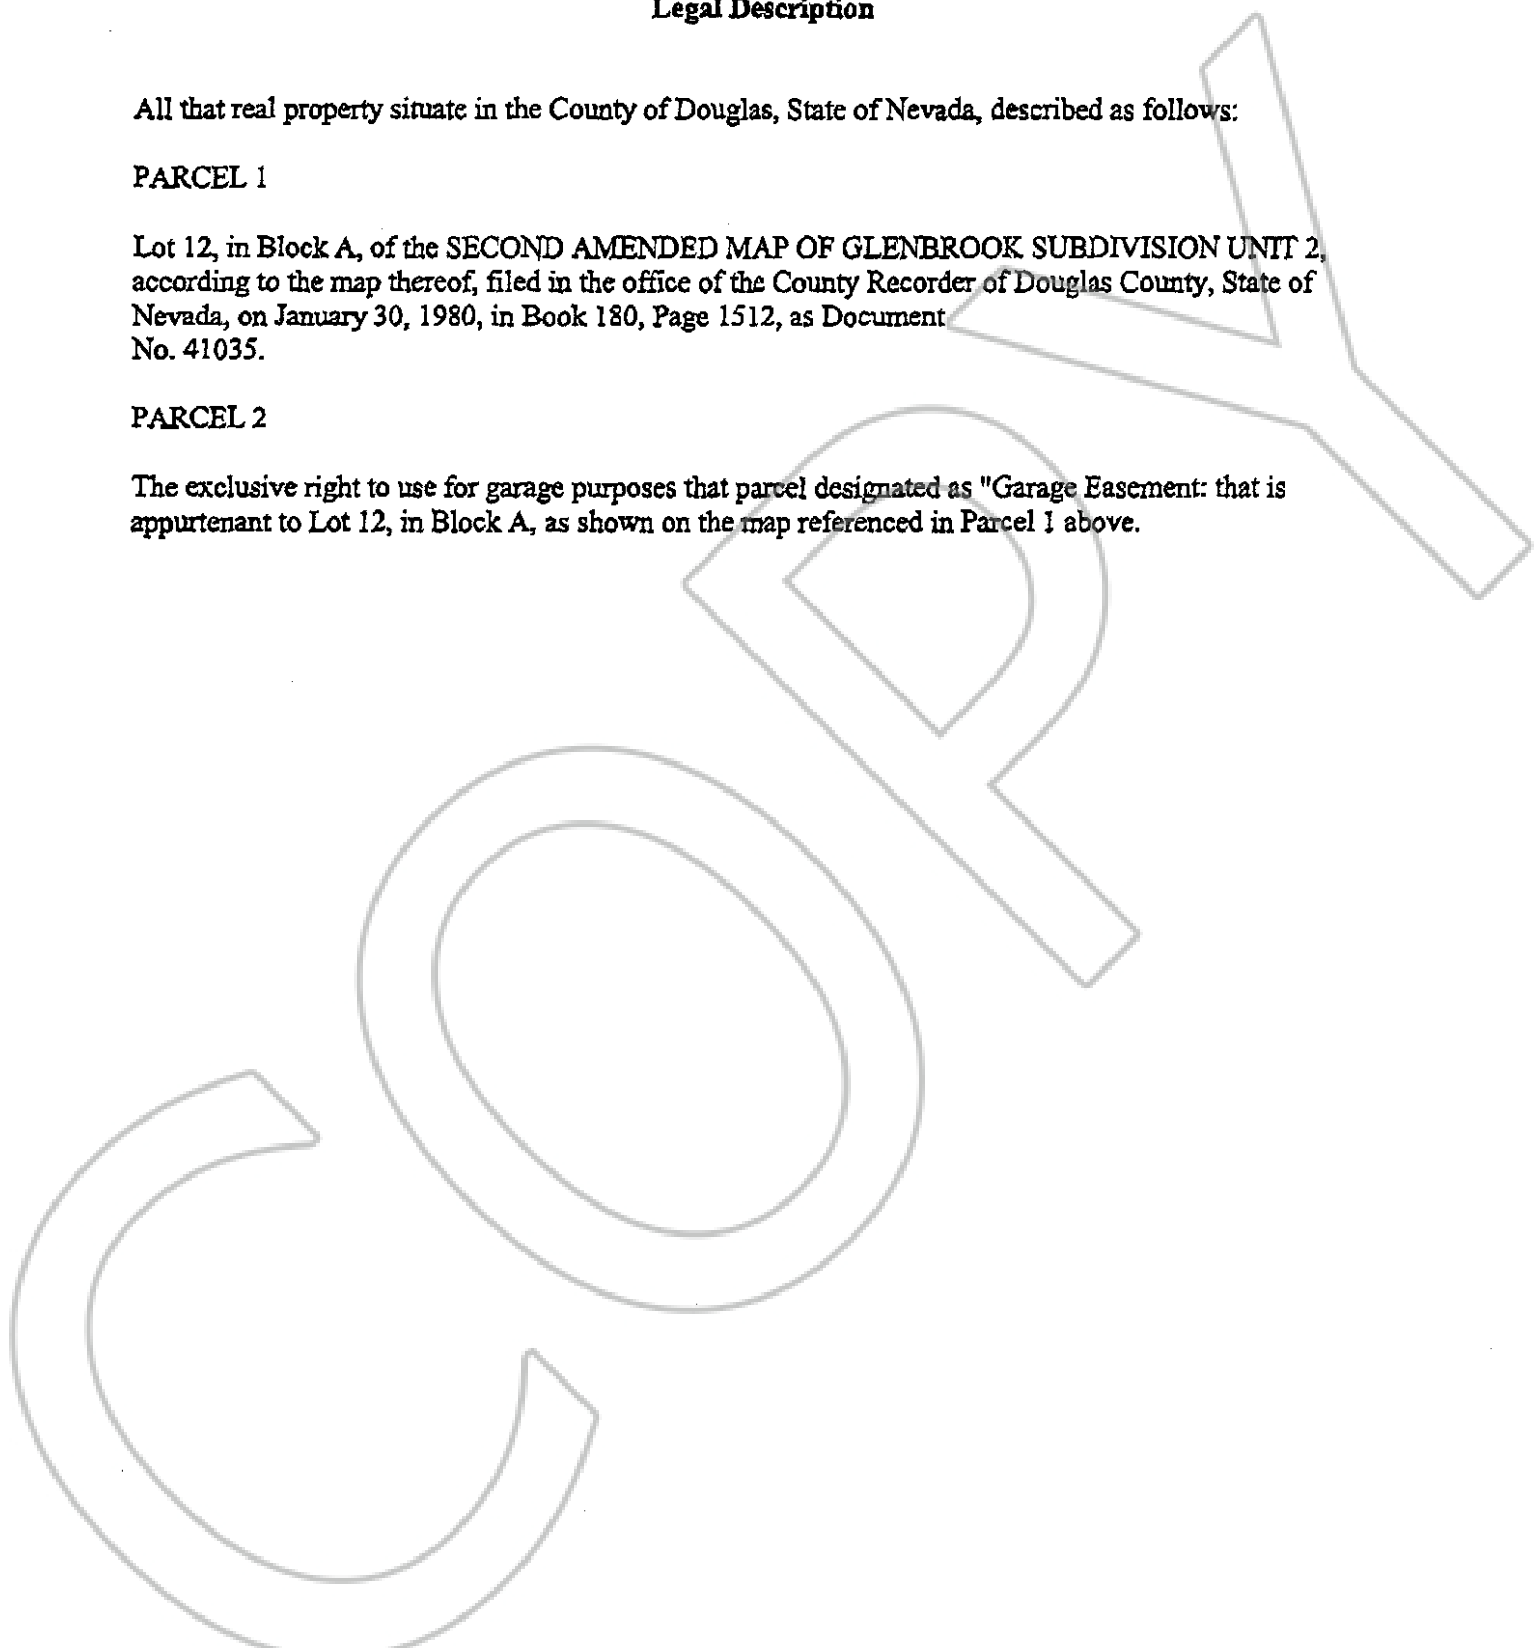 Legal Description
All that real property situate in the County of Douglas, State of Nevada, described as follows:
PARCEL 1
Lot 12, in Block A, of the SECOND AMENDED MAP OF GLENBROOK SUBDIVISION UNIT 2,
according to the map thereof, filed in the office of the County Recorder of Douglas County, State of
Nevada, on January 30, 1980, in Book 180, Page 1512, as Document
No. 41035.
PARCEL 2
The exclusive right to use for garage purposes that parcel designated as "Garage Easement: that is
appurtenant to Lot 12, in Block A, as shown on the map referenced in Parcel 1 above.
COPY